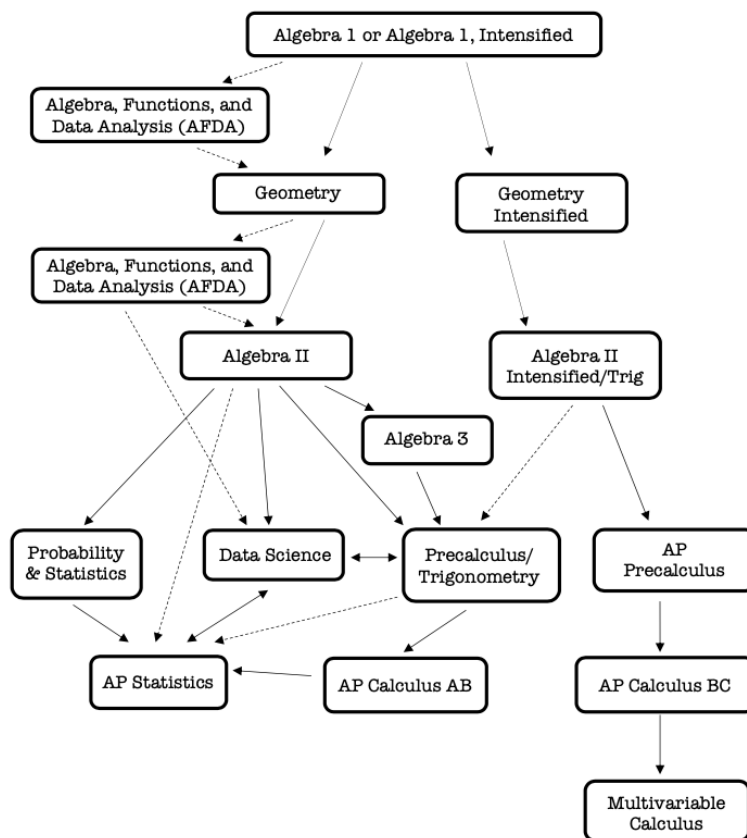 Algebra 1 or Algebra 1, Intensified
Algebra, Functions, and
Data Analysis (AFDA)
Geometry
Geometry
Intensified
Algebra, Functions, and
Data Analysis (AFDA)
Algebra II
Algebra II
Intensified/Trig
Algebra 3
Probability
& Statistics
Data Science
Precalculus/
Trigonometry
AP
Precalculus
AP Statistics
AP Calculus AB
AP Calculus BC
Multivariable
Calculus